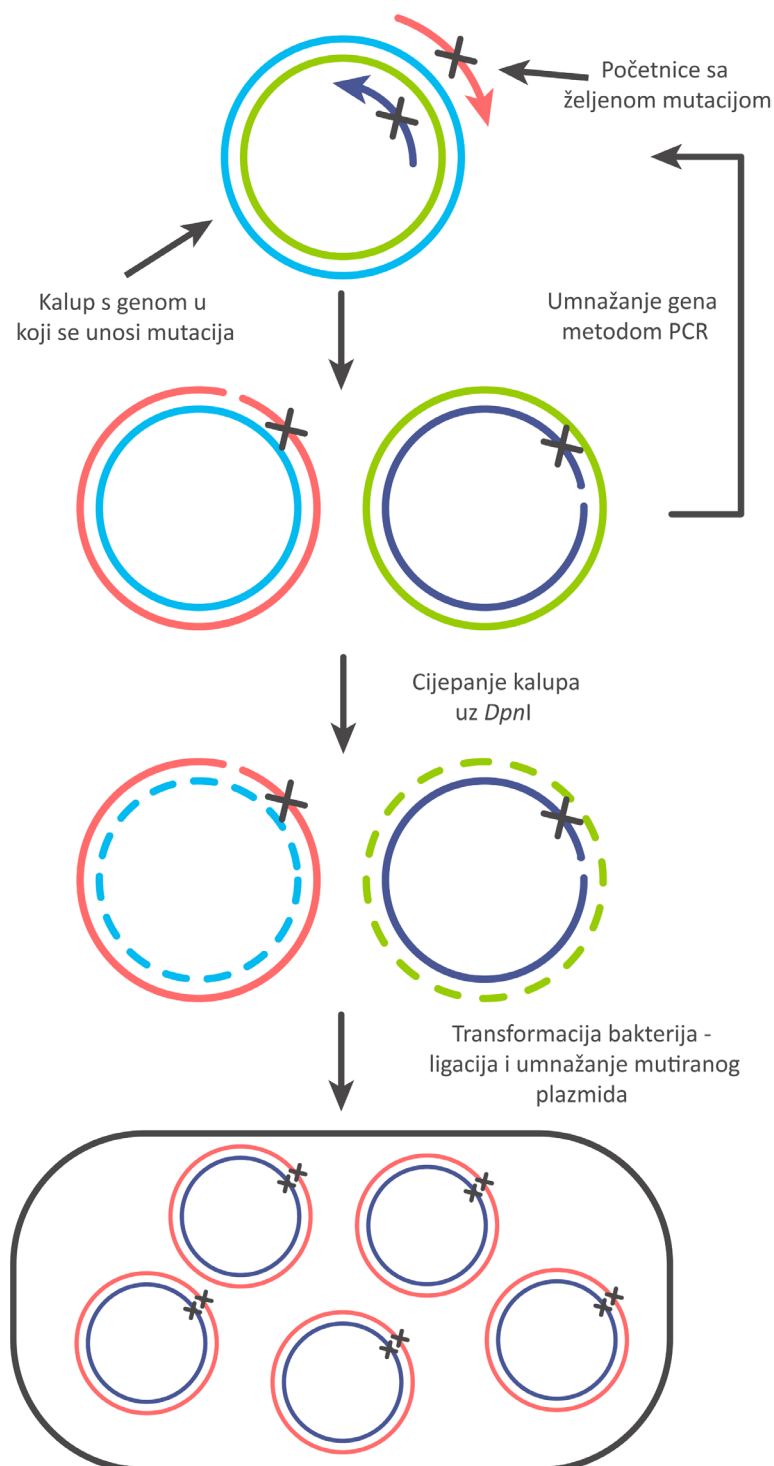 Početnice sa
željenom mutacijom
Kalup s genom u
koji se unosi mutacija
Umnažanje gena
metodom PCR
Cijepanje kalupa
uz DpnI
Transformacija bakterija -
ligacija i umnažanje mutiranog
plazmida